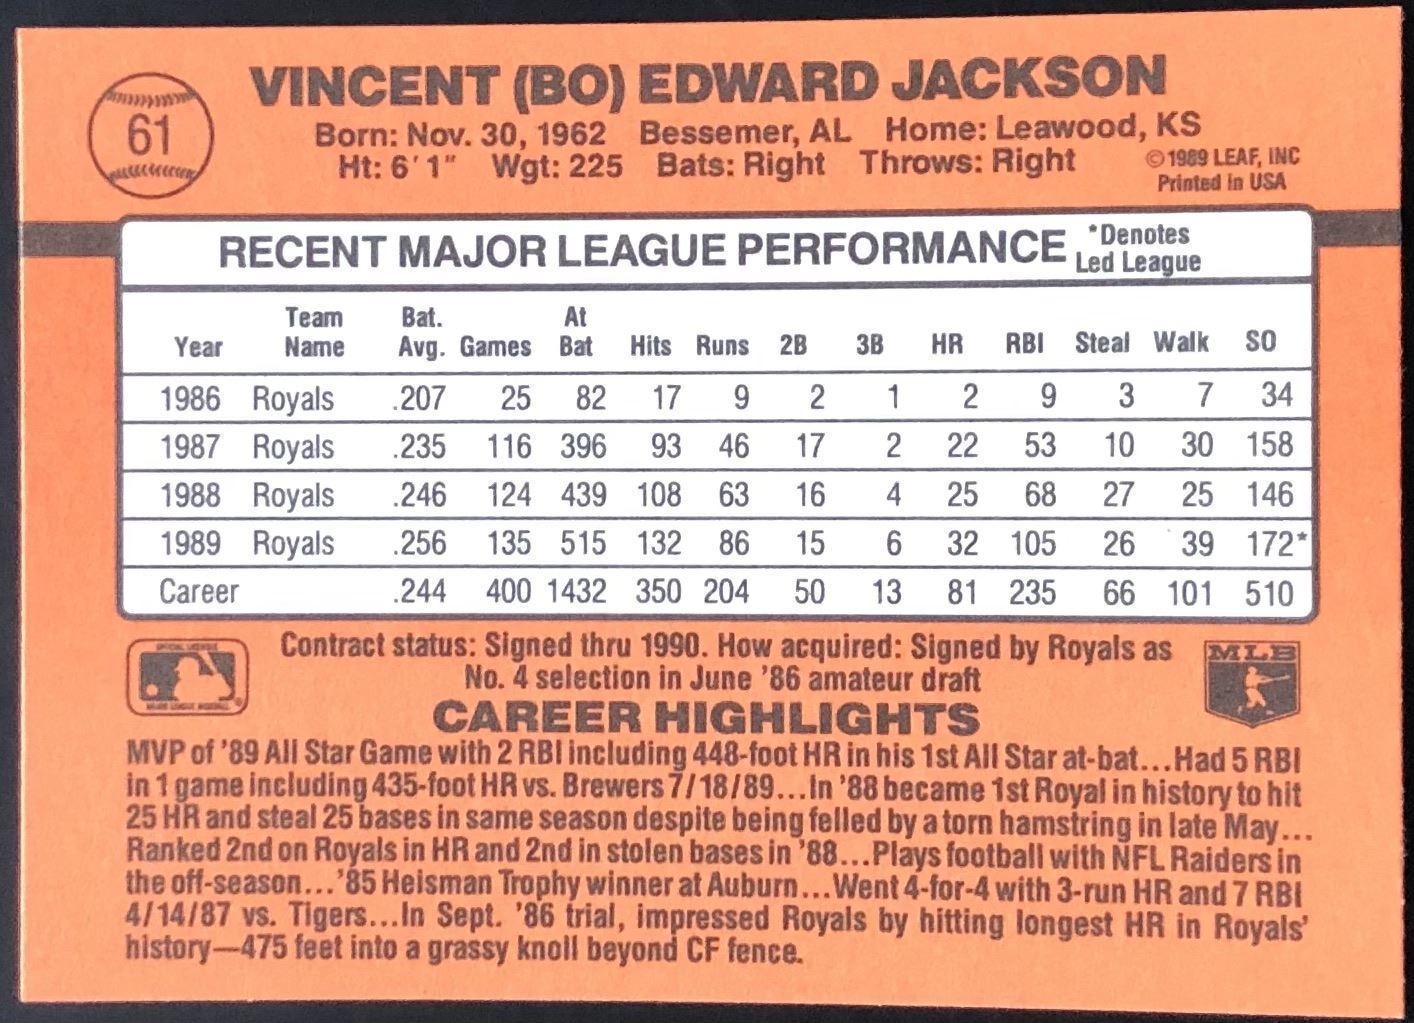 61
VINCENT (BO) EDWARD JACKSON
Born: Nov. 30, 1962 Bessemer, AL Home: Leawood, KS
Ht: 6'1" Wgt: 225 Bats: Right Throws: Right
©1989 LEAF, INC
Printed in USA
RECENT MAJOR LEAGUE PERFORMANCE *Denotes
Led League
Year Team Name Bat. Avg. Games At Bat Hits Runs 2B 3B HR RBI Steal Walk SO
1986 Royals .207 25 82 17 9 2 1 2 9 3 7 34
1987 Royals .235 116 396 93 46 17 2 22 53 10 30 158
1988 Royals .246 124 439 108 63 16 4 25 68 27 25 146
1989 Royals .256 135 515 132 86 15 6 32 105 26 39 172*
Career .244 400 1432 350 204 50 13 81 235 66 101 510
Contract status: Signed thru 1990. How acquired: Signed by Royals as
No. 4 selection in June '86 amateur draft
MLB
CAREER HIGHLIGHTS
MVP of '89 All Star Game with 2 RBI including 448-foot HR in his 1st All Star at-bat...Had 5 RBI
in 1 game including 435-foot HR vs. Brewers 7/18/89...In '88 became 1st Royal in history to hit
25 HR and steal 25 bases in same season despite being felled by a torn hamstring in late May...
Ranked 2nd on Royals in HR and 2nd in stolen bases in '88...Plays football with NFL Raiders in
the off-season...'85 Heisman Trophy winner at Auburn...Went 4-for-4 with 3-run HR and 7 RBI
4/14/87 vs. Tigers...In Sept. '86 trial, impressed Royals by hitting longest HR in Royals'
history—475 feet into a grassy knoll beyond CF fence.